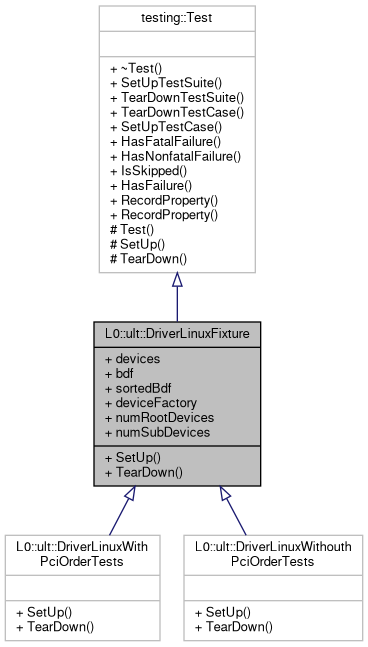 testing::Test
+ ~Test()
+ SetUpTestSuite()
+ TearDownTestSuite()
+ TearDownTestCase()
+ SetUpTestCase()
+ HasFatalFailure()
+ HasNonfatalFailure()
+ IsSkipped()
+ HasFailure()
+ RecordProperty()
+ RecordProperty()
# Test()
# SetUp()
# TearDown()
L0::ult::DriverLinuxFixture
+ devices
+ bdf
+ sortedBdf
+ deviceFactory
+ numRootDevices
+ numSubDevices
+ SetUp()
+ TearDown()
L0::ult::DriverLinuxWith
PciOrderTests
+ SetUp()
+ TearDown()
L0::ult::DriverLinuxWithouth
PciOrderTests
+ SetUp()
+ TearDown()